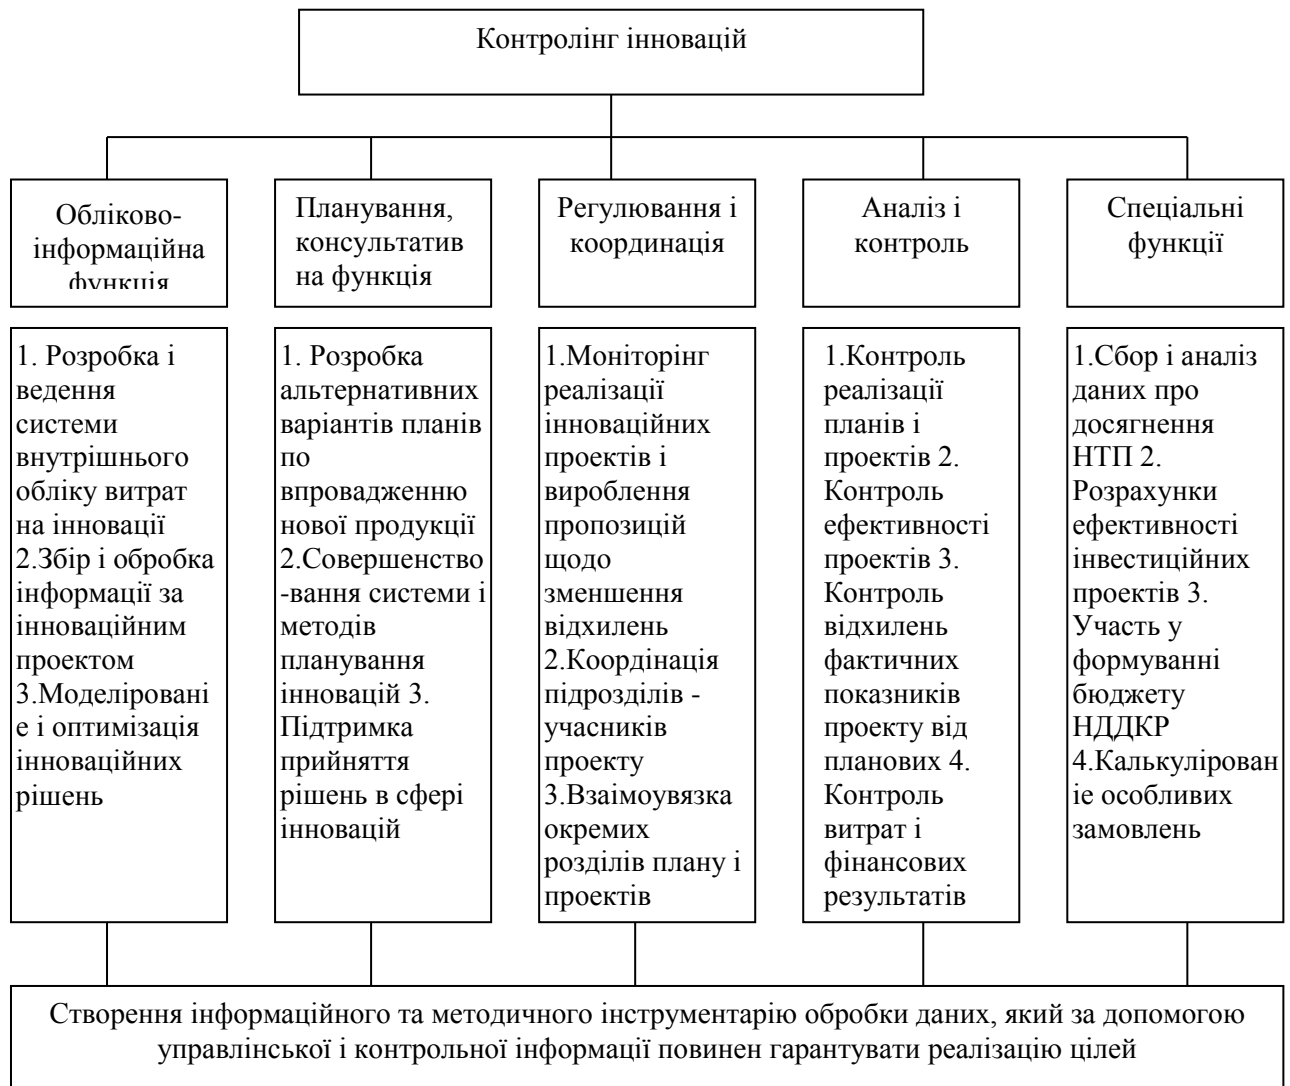 Контролінг інновацій
Обліково-
інформаційна
функція
Планування,
консультатив
на функція
Регулювання і
координація
Аналіз і
контроль
Спеціальні
функції
1. Розробка і
ведення
системи
внутрішнього
обліку витрат
на інновації
2.Збір і обробка
інформації за
інноваційним
проектом
3.Моделіровані
е і оптимізація
інноваційних
рішень
1. Розробка
альтернативних
варіантів планів
по
впровадженню
нової продукції
2.Совершенство
-вання системи і
методів
планування
інновацій 3.
Підтримка
прийняття
рішень в сфері
інновацій
1.Моніторінг
реалізації
інноваційних
проектів і
вироблення
пропозицій
щодо
зменшення
відхилень
2.Координація
підрозділів -
учасників
проекту
3.Взаімоувязка
окремих
розділів плану і
проектів
1.Контроль
реалізації
планів і
проектів 2.
Контроль
ефективності
проектів 3.
Контроль
відхилень
фактичних
показників
проекту від
планових 4.
Контроль
витрат і
фінансових
результатів
1.Сбор і аналіз
даних про
досягнення
НТП 2.
Розрахунки
ефективності
інвестиційних
проектів 3.
Участь у
формуванні
бюджету
НДДКР
4.Калькулірован
іе особливих
замовлень
Створення інформаційного та методичного інструментарію обробки даних, який за допомогою
управлінської і контрольної інформації повинен гарантувати реалізацію цілей